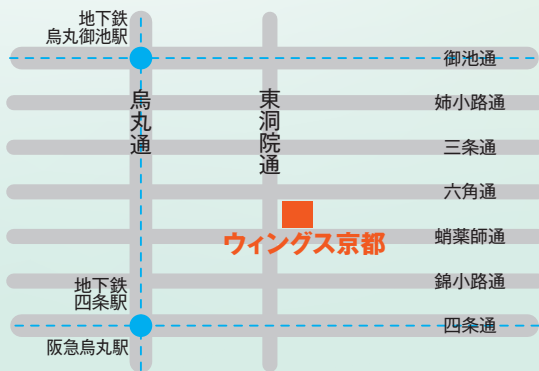 地下鉄
烏丸御池駅
御池通
烏丸通
東洞院通
姉小路通
三条通
六角通
ウィングス京都
蛸薬師通
地下鉄
四条駅
錦小路通
四条通
阪急烏丸駅